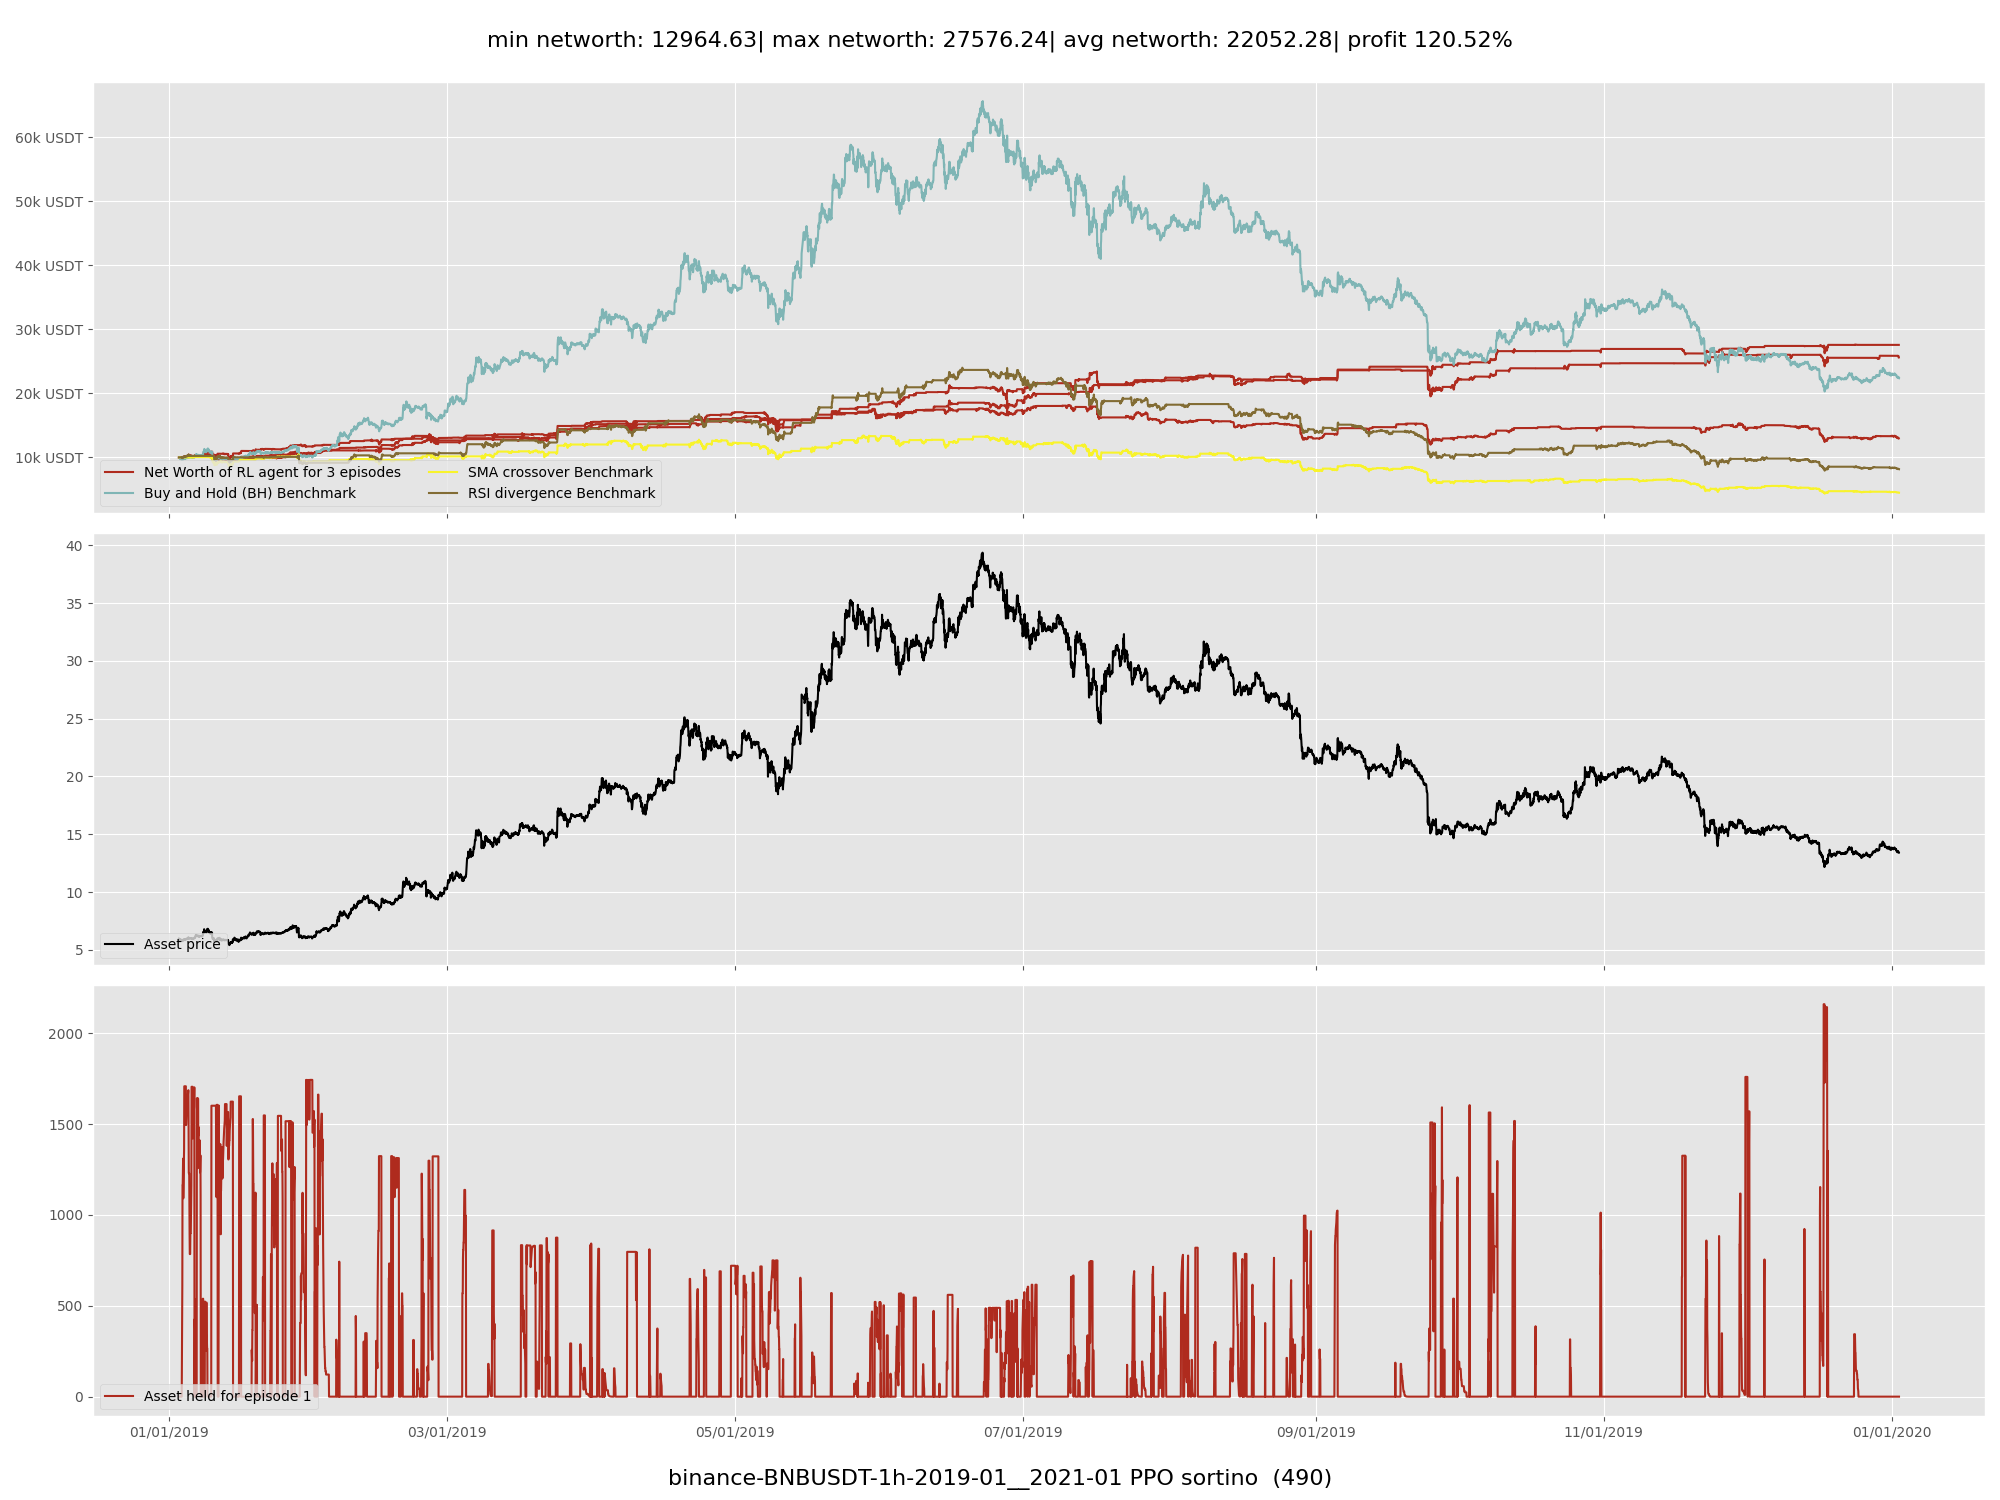 min networth: 12964.63| max networth: 27576.24| avg networth: 22052.28| profit 120.52%
60k USDT
50k USDT
40k USDT
30k USDT
20k USDT
10k USDT
Net Worth of RL agent for 3 episodes
Buy and Hold (BH) Benchmark
SMA crossover Benchmark
RSI divergence Benchmark
40
35
30
25
20
15
10
5
Asset price
2000
1500
1000
500
0
Asset held for episode 1
01/01/2019 03/01/2019 05/01/2019 07/01/2019 09/01/2019 11/01/2019 01/01/2020
binance-BNBUSDT-1h-2019-01__2021-01 PPO sortino (490)